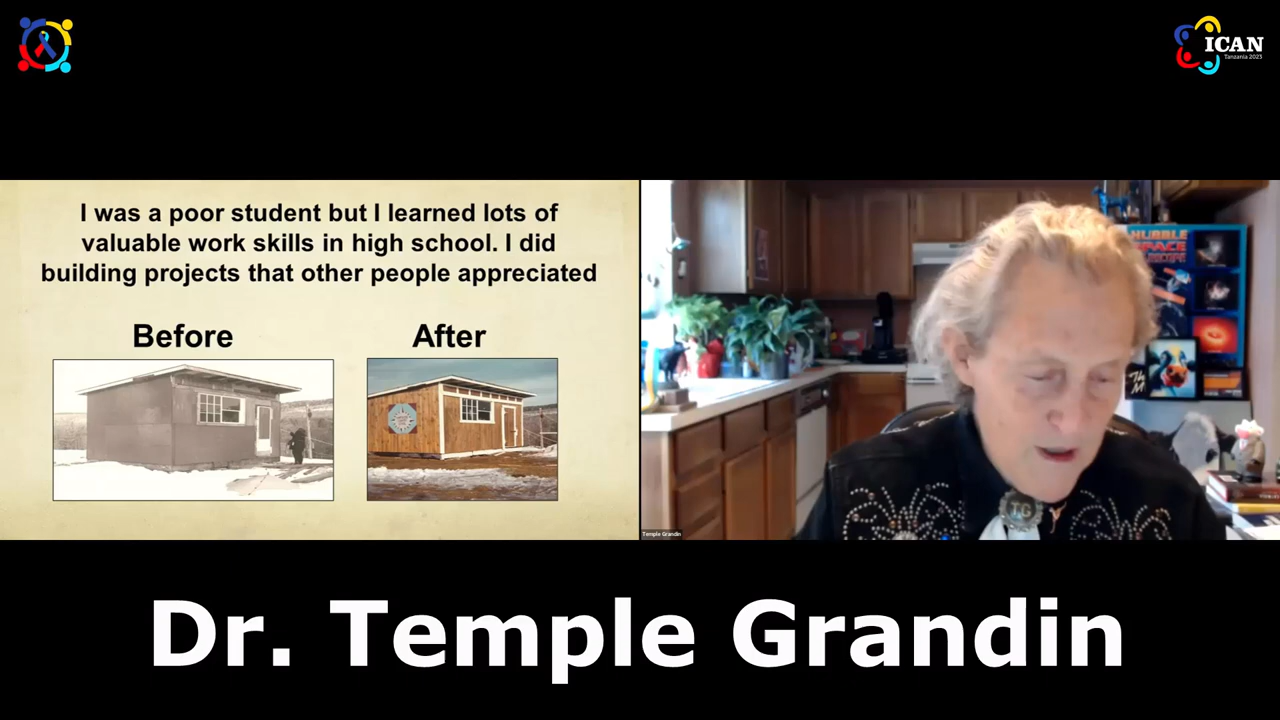 ICAN
Tanzania 2023
I was a poor student but I learned lots of
valuable work skills in high school. I did
building projects that other people appreciated
Before
After
HUBBLE
SPACE
TELESCOPE
The
M
TG
Temple Grandin
Dr. Temple Grandin